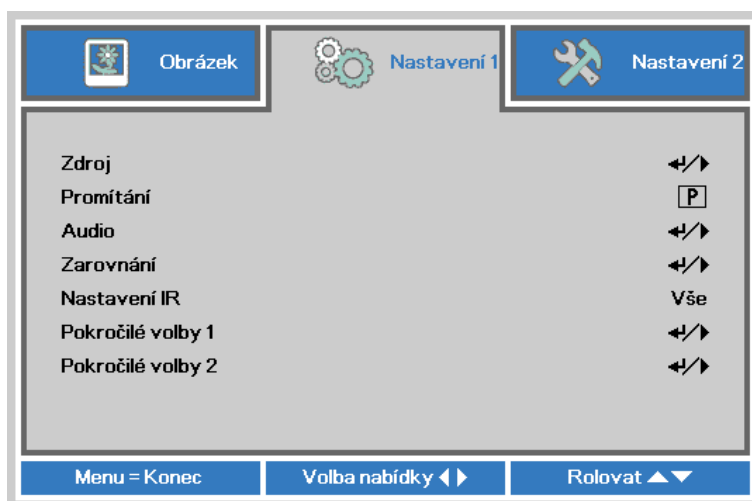 Obrázek
Nastavení 1
Nastavení 2
Zdroj
Promítání P
Audio
Zarovnání
Nastavení IR Vše
Pokročilé volby 1
Pokročilé volby 2
Menu = Konec
Volba nabídky
Rolovat